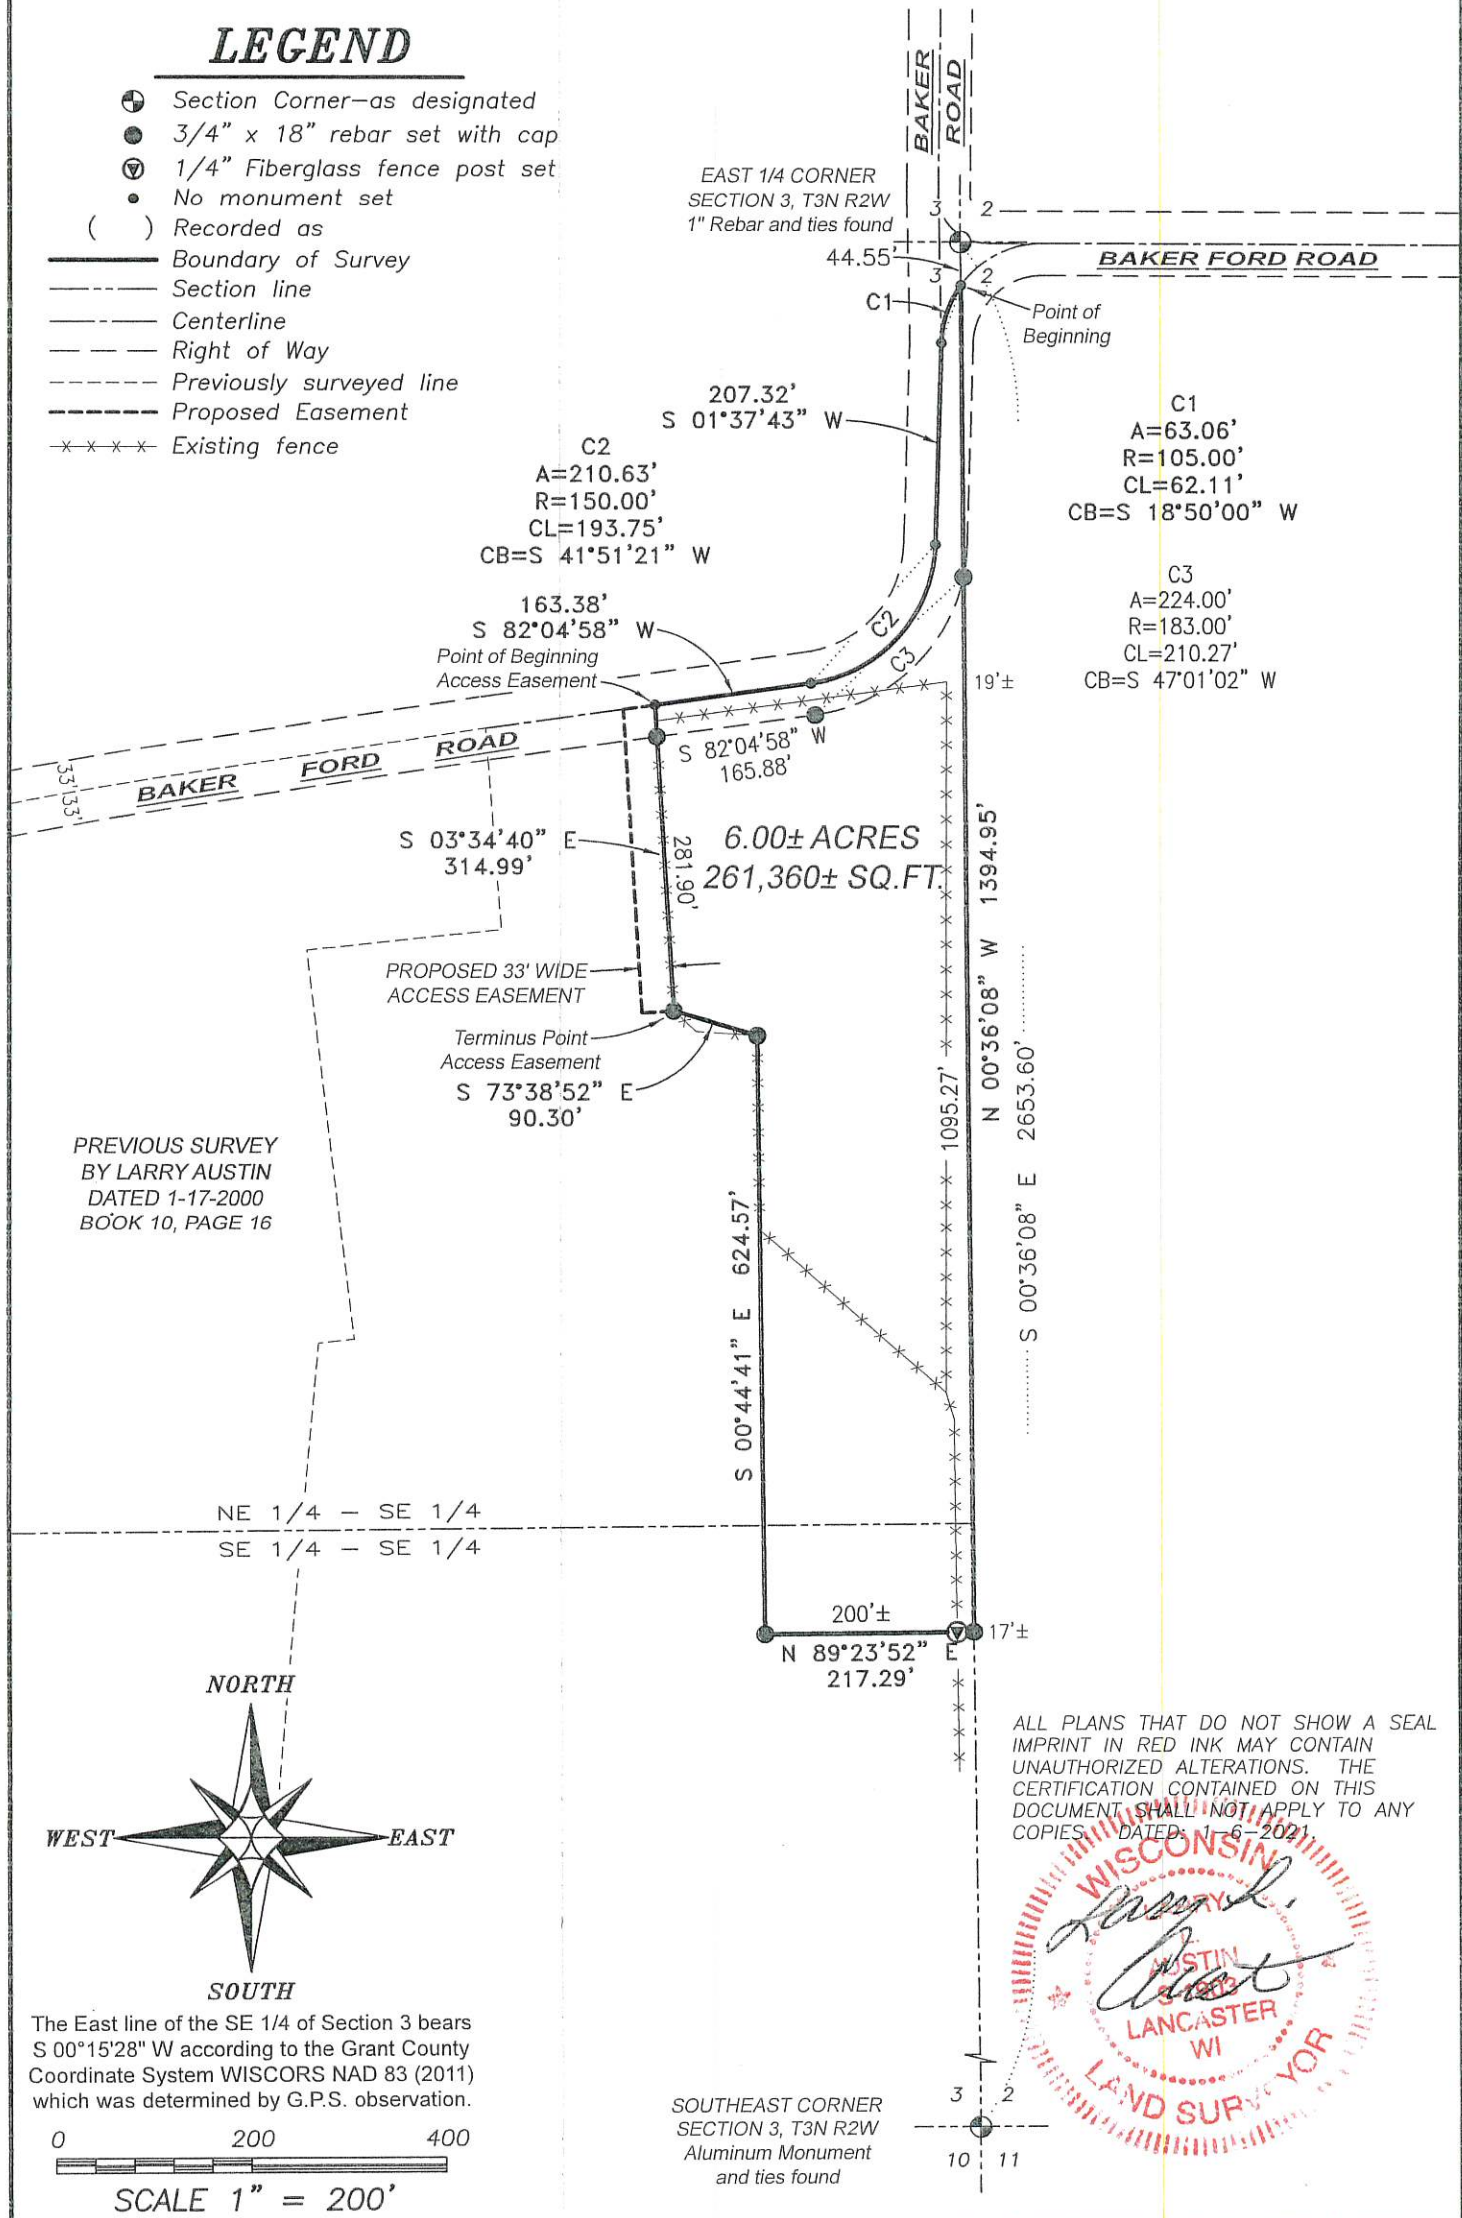 LEGEND
Section Corner—as designated
3/4" x 18" rebar set with cap
1/4" Fiberglass fence post set
No monument set
( ) Recorded as
Boundary of Survey
Section line
Centerline
Right of Way
Previously surveyed line
Proposed Easement
Existing fence
BAKER
ROAD
EAST 1/4 CORNER
SECTION 3, T3N R2W
1" Rebar and ties found
3 2
44.55'
3 2
BAKER FORD ROAD
C1
Point of
Beginning
207.32'
S 01°37'43" W
C1
A=63.06'
R=105.00'
CL=62.11'
CB=S 18°50'00" W
C2
A=210.63'
R=150.00'
CL=193.75'
CB=S 41°51'21" W
C3
A=224.00'
R=183.00'
CL=210.27'
CB=S 47°01'02" W
163.38'
S 82°04'58" W
Point of Beginning
Access Easement
C2
C3
19'±
S 82°04'58" W
165.88'
BAKER FORD ROAD
33'
33'
S 03°34'40" E
314.99'
281.90'
6.00± ACRES
261,360± SQ.FT.
N 00°36'08" W 1394.95'
PROPOSED 33' WIDE
ACCESS EASEMENT
Terminus Point
Access Easement
S 73°38'52" E
90.30'
1095.27'
S 00°36'08" E 2653.60'
PREVIOUS SURVEY
BY LARRY AUSTIN
DATED 1-17-2000
BOOK 10, PAGE 16
S 00°44'41" E 624.57'
NE 1/4 — SE 1/4
SE 1/4 — SE 1/4
200'±
17'±
N 89°23'52" E
217.29'
NORTH
WEST
EAST
SOUTH
ALL PLANS THAT DO NOT SHOW A SEAL
IMPRINT IN RED INK MAY CONTAIN
UNAUTHORIZED ALTERATIONS. THE
CERTIFICATION CONTAINED ON THIS
DOCUMENT SHALL NOT APPLY TO ANY
COPIES. DATED: 1-6-2021.
WISCONSIN
LARRY
L.
AUSTIN
S-1803
LANCASTER
WI
LAND SURVEYOR
The East line of the SE 1/4 of Section 3 bears
S 00°15'28" W according to the Grant County
Coordinate System WISCORS NAD 83 (2011)
which was determined by G.P.S. observation.
0 200 400
SCALE 1" = 200'
SOUTHEAST CORNER
SECTION 3, T3N R2W
Aluminum Monument
and ties found
3 2
10 11